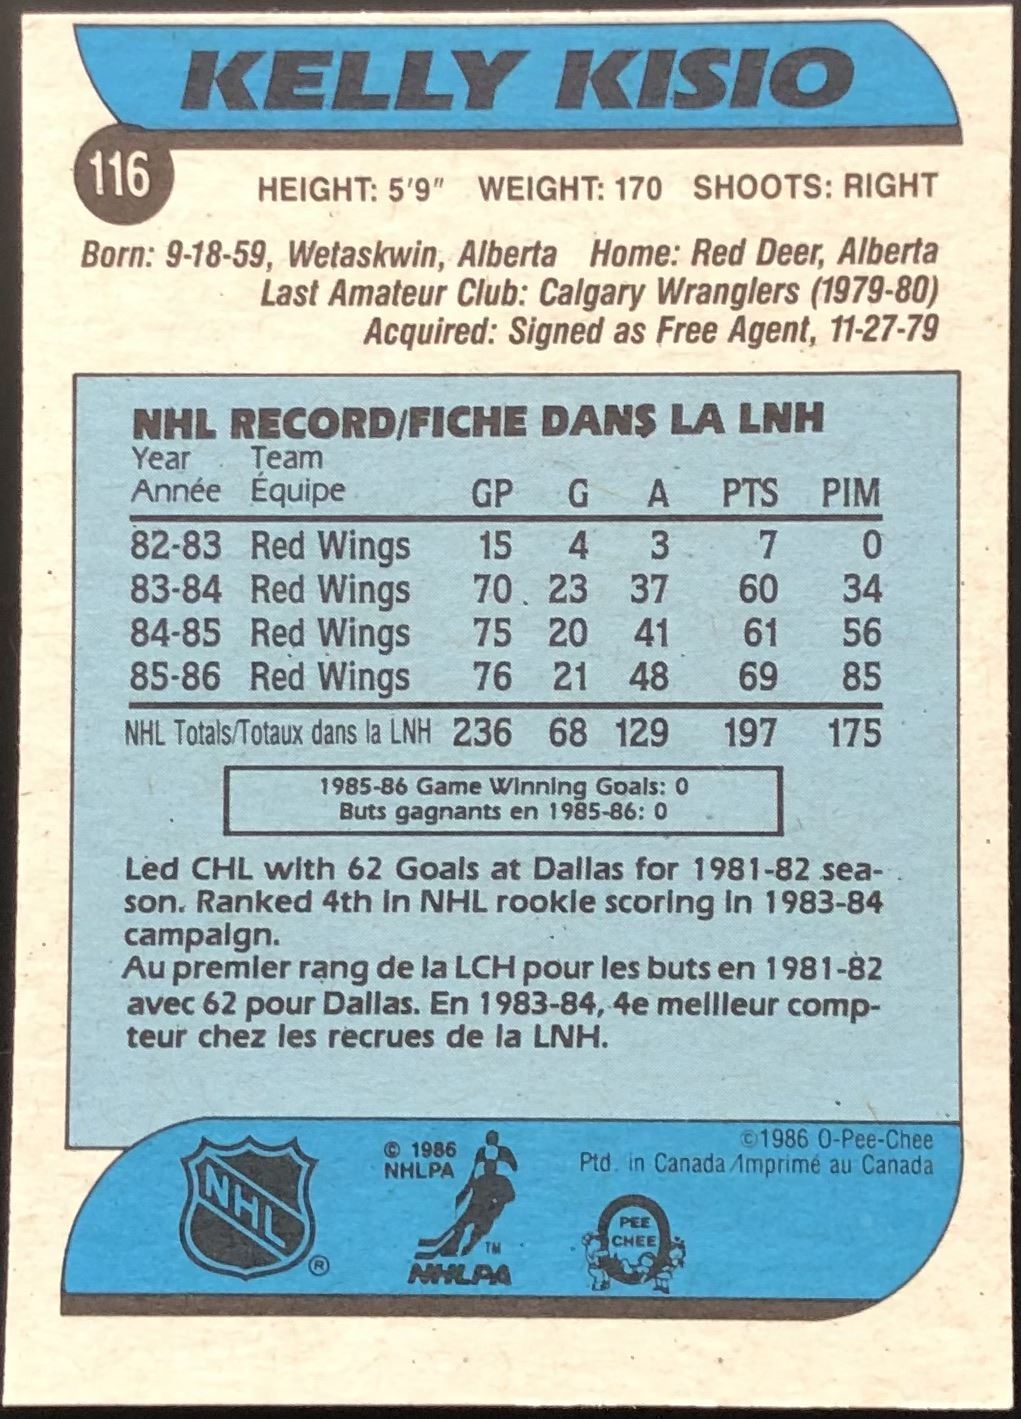 KELLY KISIO
116
HEIGHT: 5'9" WEIGHT: 170 SHOOTS: RIGHT
Born: 9-18-59, Wetaskwin, Alberta Home: Red Deer, Alberta
Last Amateur Club: Calgary Wranglers (1979-80)
Acquired: Signed as Free Agent, 11-27-79
NHL RECORD/FICHE DANS LA LNH
Year Team
Année Équipe GP G A PTS PIM
82-83 Red Wings 15 4 3 7 0
83-84 Red Wings 70 23 37 60 34
84-85 Red Wings 75 20 41 61 56
85-86 Red Wings 76 21 48 69 85
NHL Totals/Totaux dans la LNH 236 68 129 197 175
1985-86 Game Winning Goals: 0
Buts gagnants en 1985-86: 0
Led CHL with 62 Goals at Dallas for 1981-82 sea-
son. Ranked 4th in NHL rookie scoring in 1983-84
campaign.
Au premier rang de la LCH pour les buts en 1981-82
avec 62 pour Dallas. En 1983-84, 4e meilleur comp-
teur chez les recrues de la LNH.
©1986 O-Pee-Chee
Ptd. in Canada/Imprimé au Canada
© 1986
NHLPA
NHL
®
TM
NHLPA
O
PEE
CHEE